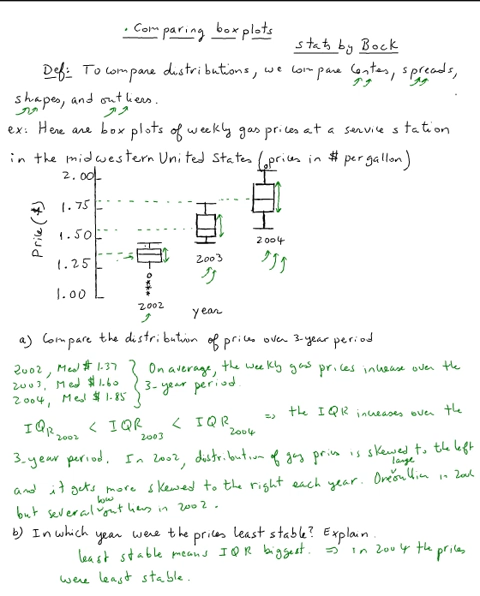 . Comparing boxplots
stats by Bock
Def: To compare distributions, we compare centes, spreads,
shapes, and outliers.
ex: Here are box plots of weekly gas prices at a service station
in the midwestern United States (prices in # per gallon)
2.00
1.75
1.50
1.25
1.00
Price ($)
2002
2003
2004
year
a) Compare the distribution of prices over 3-year period
2002, Med $ 1.37
2003, Med $ 1.60
2004, Med $ 1.85
On average, the weekly gas prices increase over the
3-year period.
IQR 2002 < IQR 2003 < IQR 2004 => the IQR increases over the
3-year period. In 2002, distribution of gas prices is skewed to the left
and it gets more skewed to the right each year. One large outlier in
but several low outliers in 2002.
b) In which year were the prices least stable? Explain.
least stable means IQR biggest. => in 2004 the prices
were least stable.